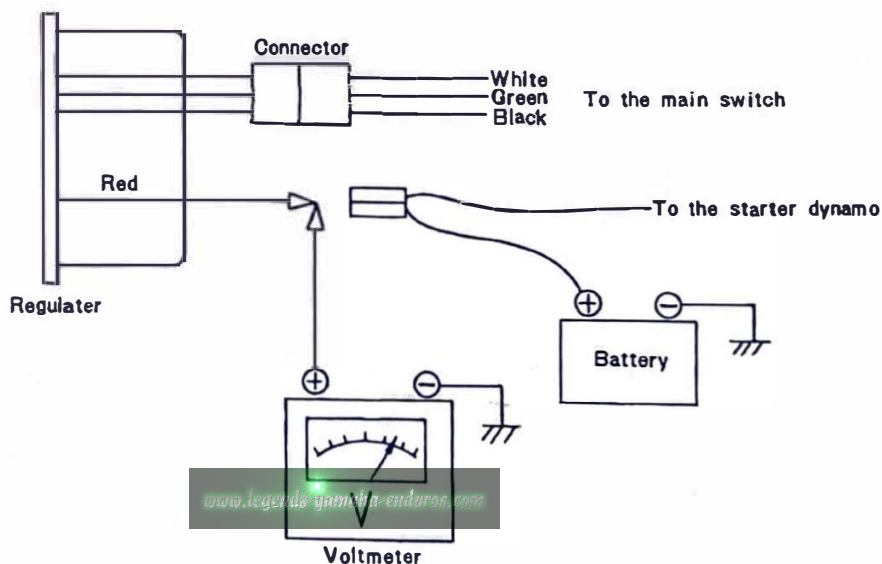 Connector
White
Green
Black
To the main switch
Red
To the starter dynamo
Regulater
Battery
www.legends-yamaha-enduros.com
V
Voltmeter